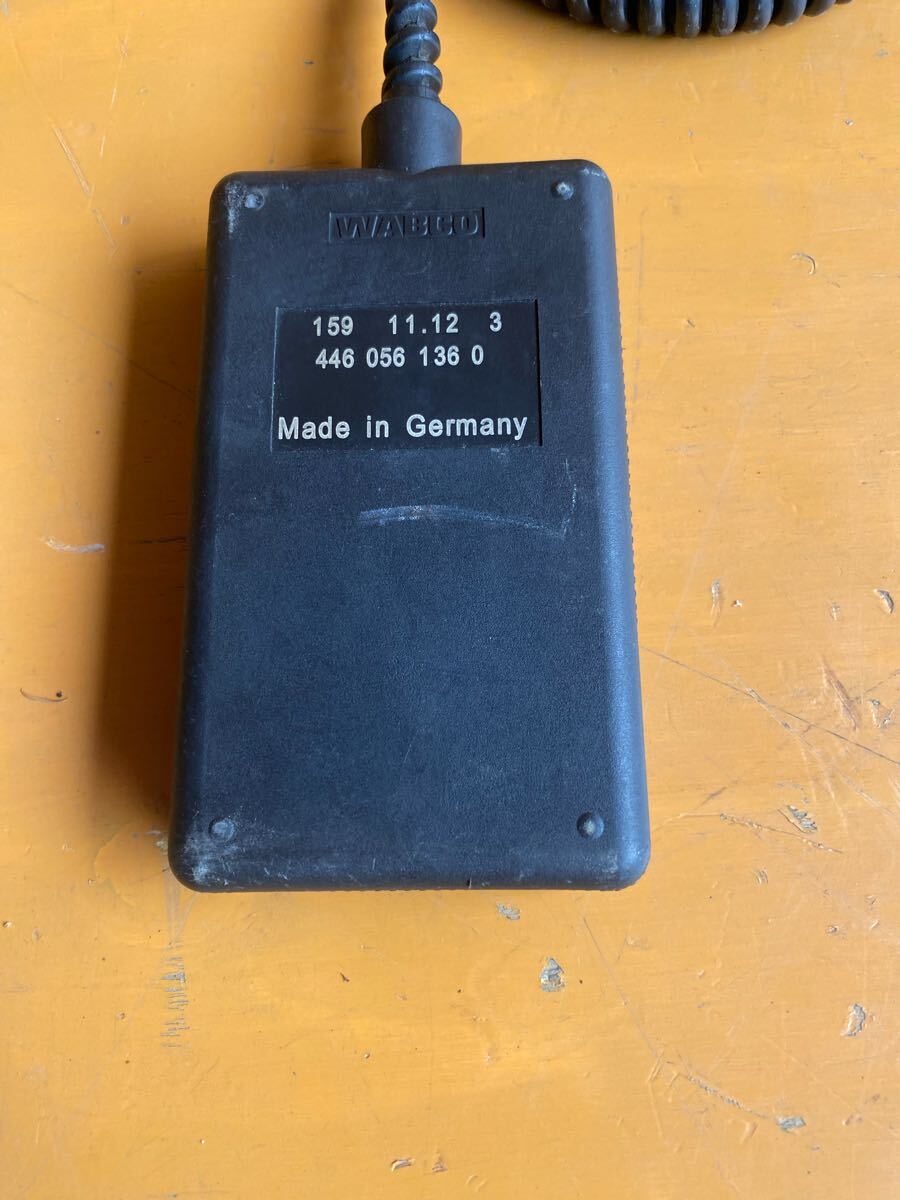 WABCO
159 11.12 3
446 056 136 0
Made in Germany